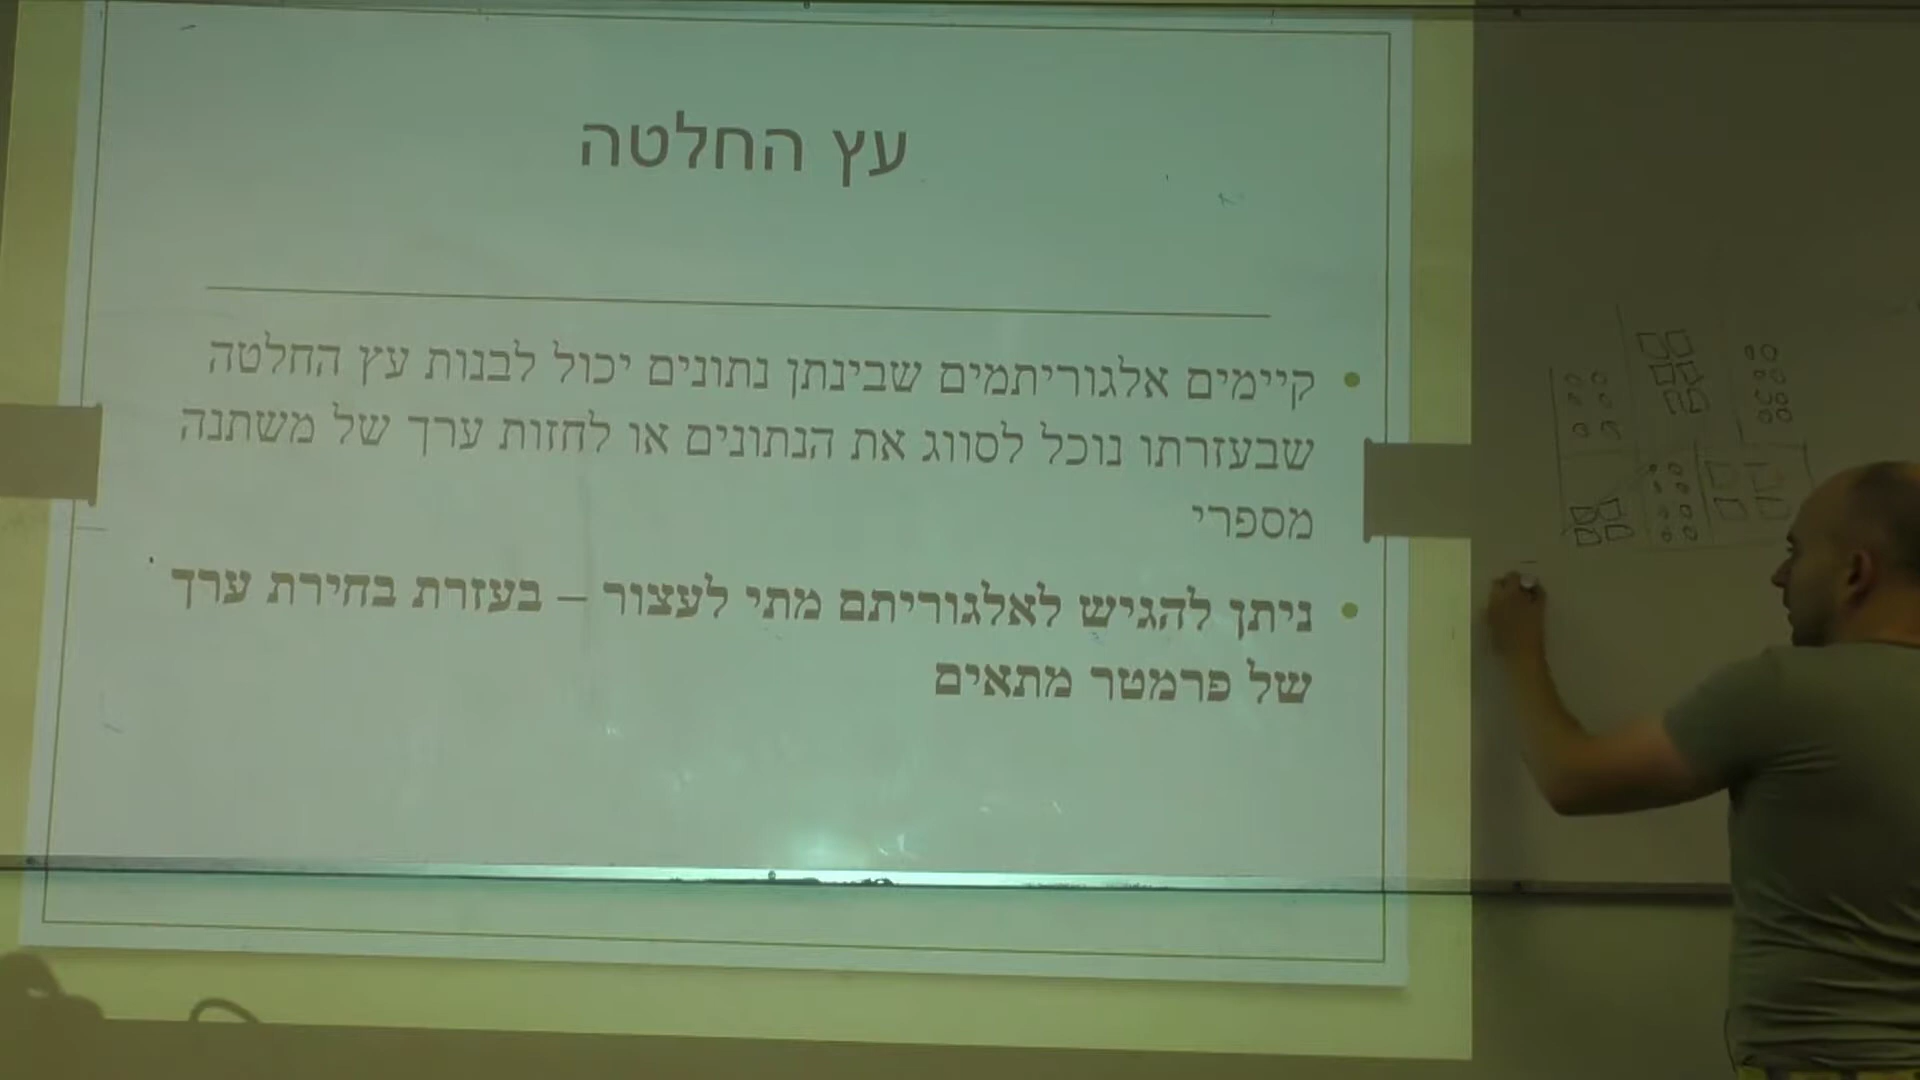 עץ החלטה
קיימים אלגוריתמים שבינתן נתונים יכול לבנות עץ החלטה
שבעזרתו נוכל לסווג את הנתונים או לחזות ערך של משתנה
מספרי
ניתן להגיש לאלגוריתם מתי לעצור – בעזרת בחירת ערך
של פרמטר מתאים